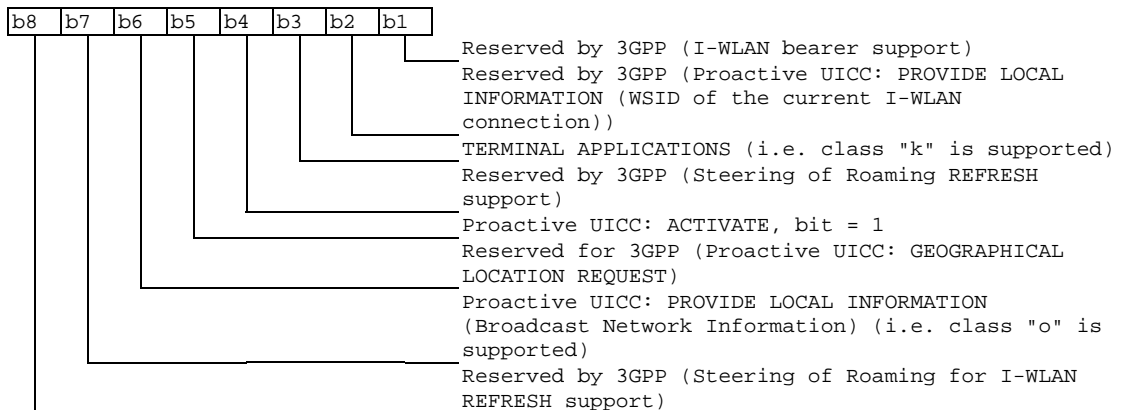 b8 b7 b6 b5 b4 b3 b2 b1
Reserved by 3GPP (I-WLAN bearer support)
Reserved by 3GPP (Proactive UICC: PROVIDE LOCAL
INFORMATION (WSID of the current I-WLAN
connection))
TERMINAL APPLICATIONS (i.e. class "k" is supported)
Reserved by 3GPP (Steering of Roaming REFRESH
support)
Proactive UICC: ACTIVATE, bit = 1
Reserved for 3GPP (Proactive UICC: GEOGRAPHICAL
LOCATION REQUEST)
Proactive UICC: PROVIDE LOCAL INFORMATION
(Broadcast Network Information) (i.e. class "o" is
supported)
Reserved by 3GPP (Steering of Roaming for I-WLAN
REFRESH support)